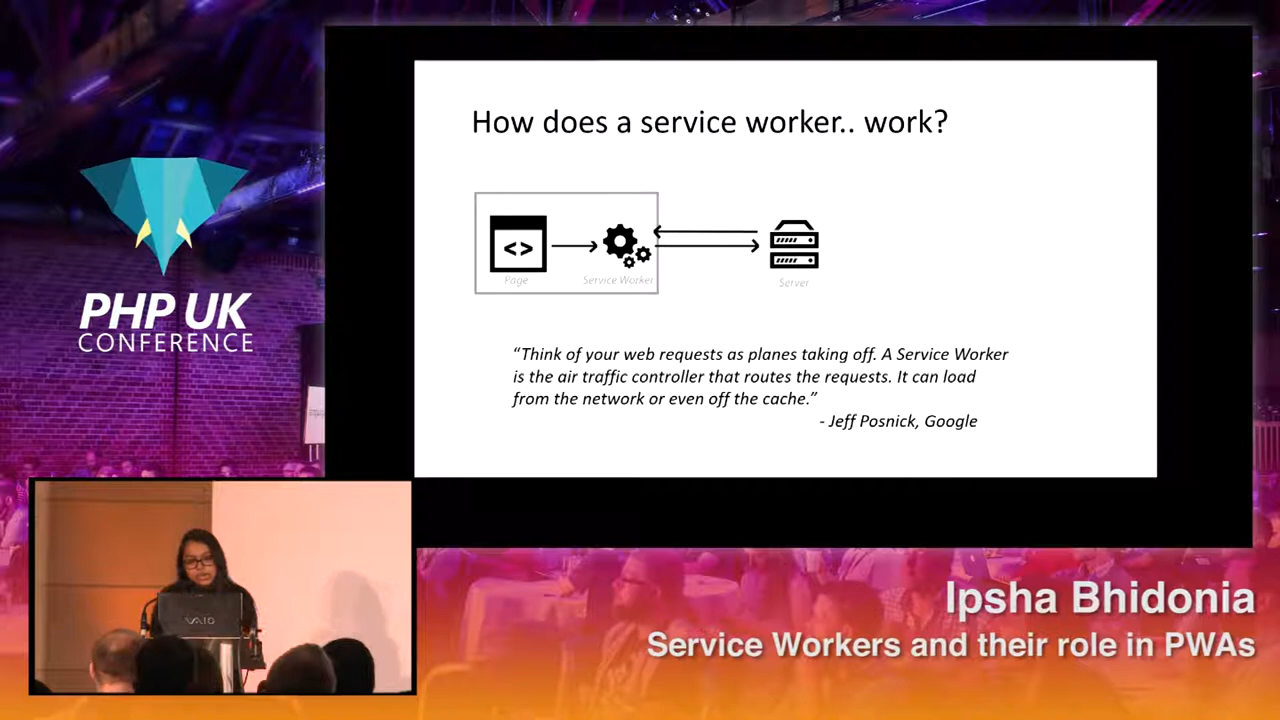 How does a service worker.. work?
Page
Service Worker
Server
“Think of your web requests as planes taking off. A Service Worker
is the air traffic controller that routes the requests. It can load
from the network or even off the cache.”
- Jeff Posnick, Google
PHP UK
CONFERENCE
VAIO
Ipsha Bhidonia
Service Workers and their role in PWAs